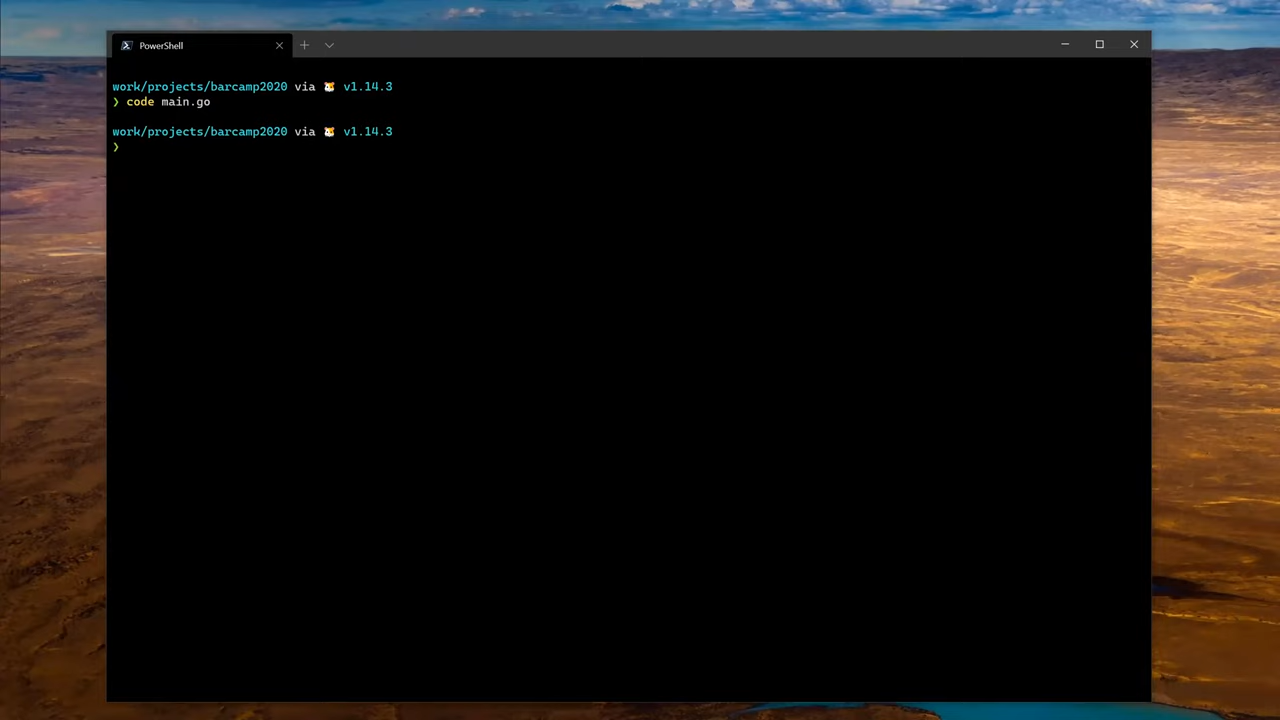 PowerShell
work/projects/barcamp2020 via 🐹 v1.14.3
❯ code main.go
work/projects/barcamp2020 via 🐹 v1.14.3
❯